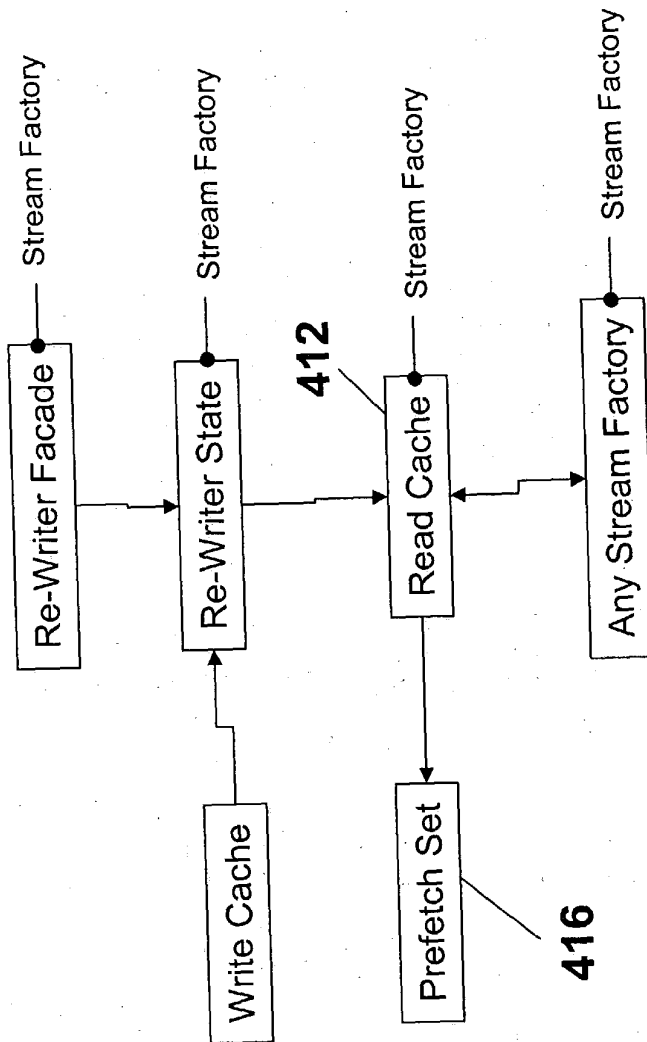 Re-Writer Facade
Stream Factory
Write Cache
Re-Writer State
Stream Factory
412
Prefetch Set
Read Cache
Stream Factory
416
Any Stream Factory
Stream Factory